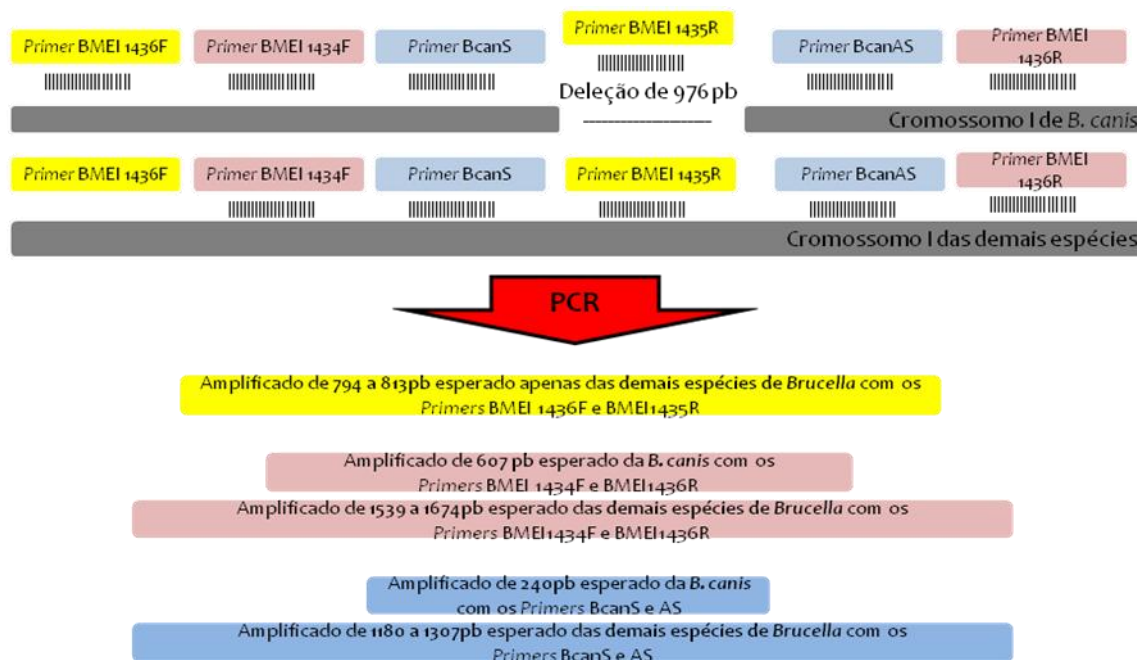 Primer BMEI 1436F
Primer BMEI 1434F
Primer BcanS
Primer BMEI 1435R
Primer BcanAS
Primer BMEI
1436R
Deleção de 976 pb
Cromossomo I de B. canis
Primer BMEI 1436F
Primer BMEI 1434F
Primer BcanS
Primer BMEI 1435R
Primer BcanAS
Primer BMEI
1436R
Cromossomo I das demais espécies
PCR
Amplificado de 794 a 813pb esperado apenas das demais espécies de Brucella com os
Primers BMEI 1436F e BMEI1435R
Amplificado de 607 pb esperado da B. canis com os
Primers BMEI 1434F e BMEI1436R
Amplificado de 1539 a 1674pb esperado das demais espécies de Brucella com os
Primers BMEI1434F e BMEI1436R
Amplificado de 240pb esperado da B. canis
com os Primers BcanS e AS
Amplificado de 1180 a 1307pb esperado das demais espécies de Brucella com os
Primers BcanS e AS